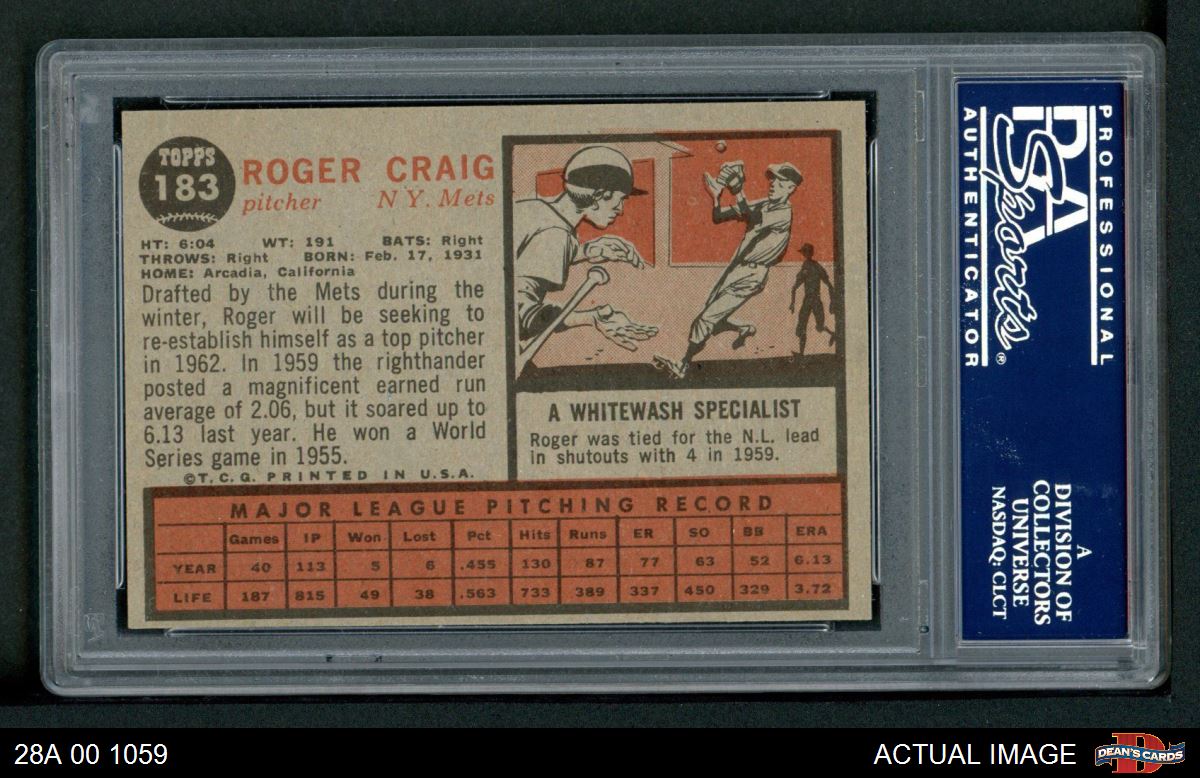 TOPPS
183
ROGER CRAIG
pitcher N Y. Mets
HT: 6:04 WT: 191 BATS: Right
THROWS: Right BORN: Feb. 17, 1931
HOME: Arcadia, California
Drafted by the Mets during the
winter, Roger will be seeking to
re-establish himself as a top pitcher
in 1962. In 1959 the righthander
posted a magnificent earned run
average of 2.06, but it soared up to
6.13 last year. He won a World
Series game in 1955.
©T. C. G. PRINTED IN U.S.A.
A WHITEWASH SPECIALIST
Roger was tied for the N.L. lead
in shutouts with 4 in 1959.
MAJOR LEAGUE PITCHING RECORD
Games IP Won Lost Pct Hits Runs ER SO BB ERA
YEAR 40 113 5 6 .455 130 87 77 63 52 6.13
LIFE 187 815 49 38 .563 733 389 337 450 329 3.72
PROFESSIONAL
PSA
Sports®
AUTHENTICATOR
A
DIVISION OF
COLLECTORS
UNIVERSE
NASDAQ: CLCT
28A 00 1059
ACTUAL IMAGE
D
DEAN'S CARDS